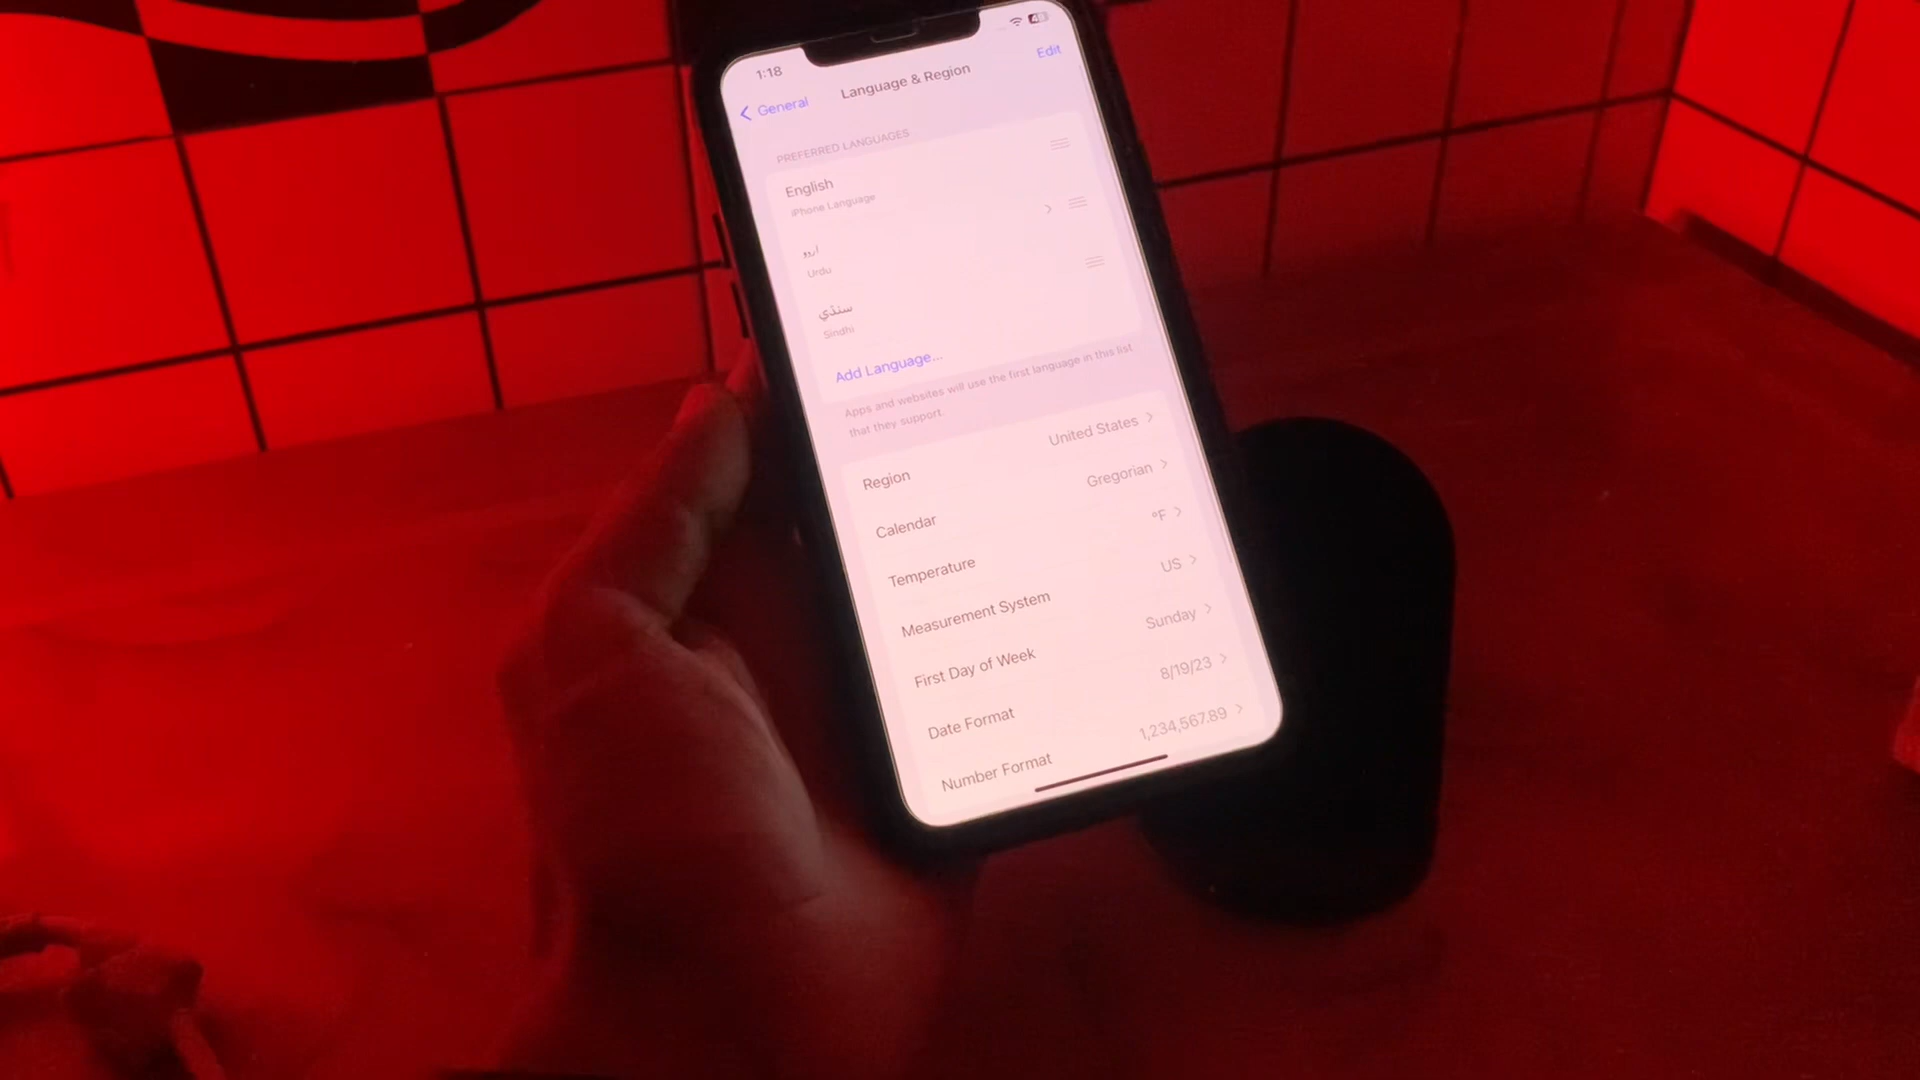 1:18
General
Language & Region
Edit
PREFERRED LANGUAGES
English
iPhone Language
اردو
Urdu
سنڌي
Sindhi
Add Language...
Apps and websites will use the first language in this list
that they support.
Region United States
Calendar Gregorian
Temperature °F
Measurement System US
First Day of Week Sunday
Date Format 8/19/23
Number Format 1,234,567.89